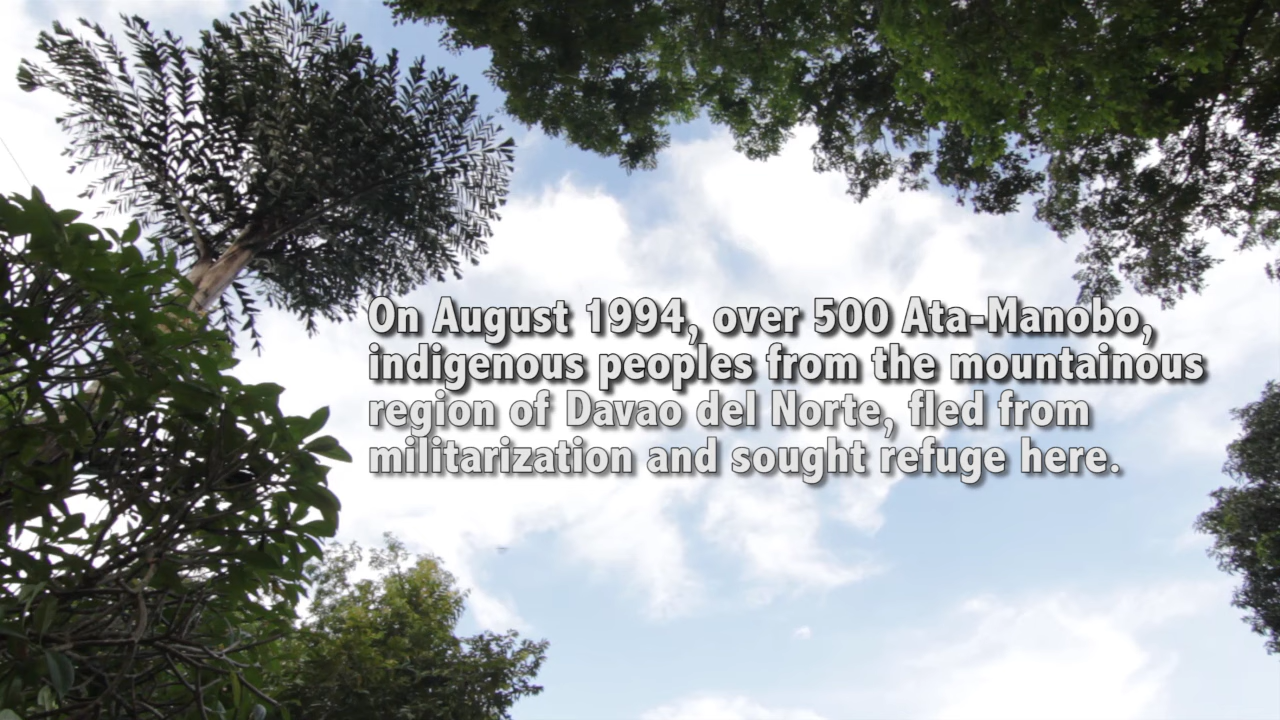 On August 1994, over 500 Ata-Manobo,
indigenous peoples from the mountainous
region of Davao del Norte, fled from
militarization and sought refuge here.